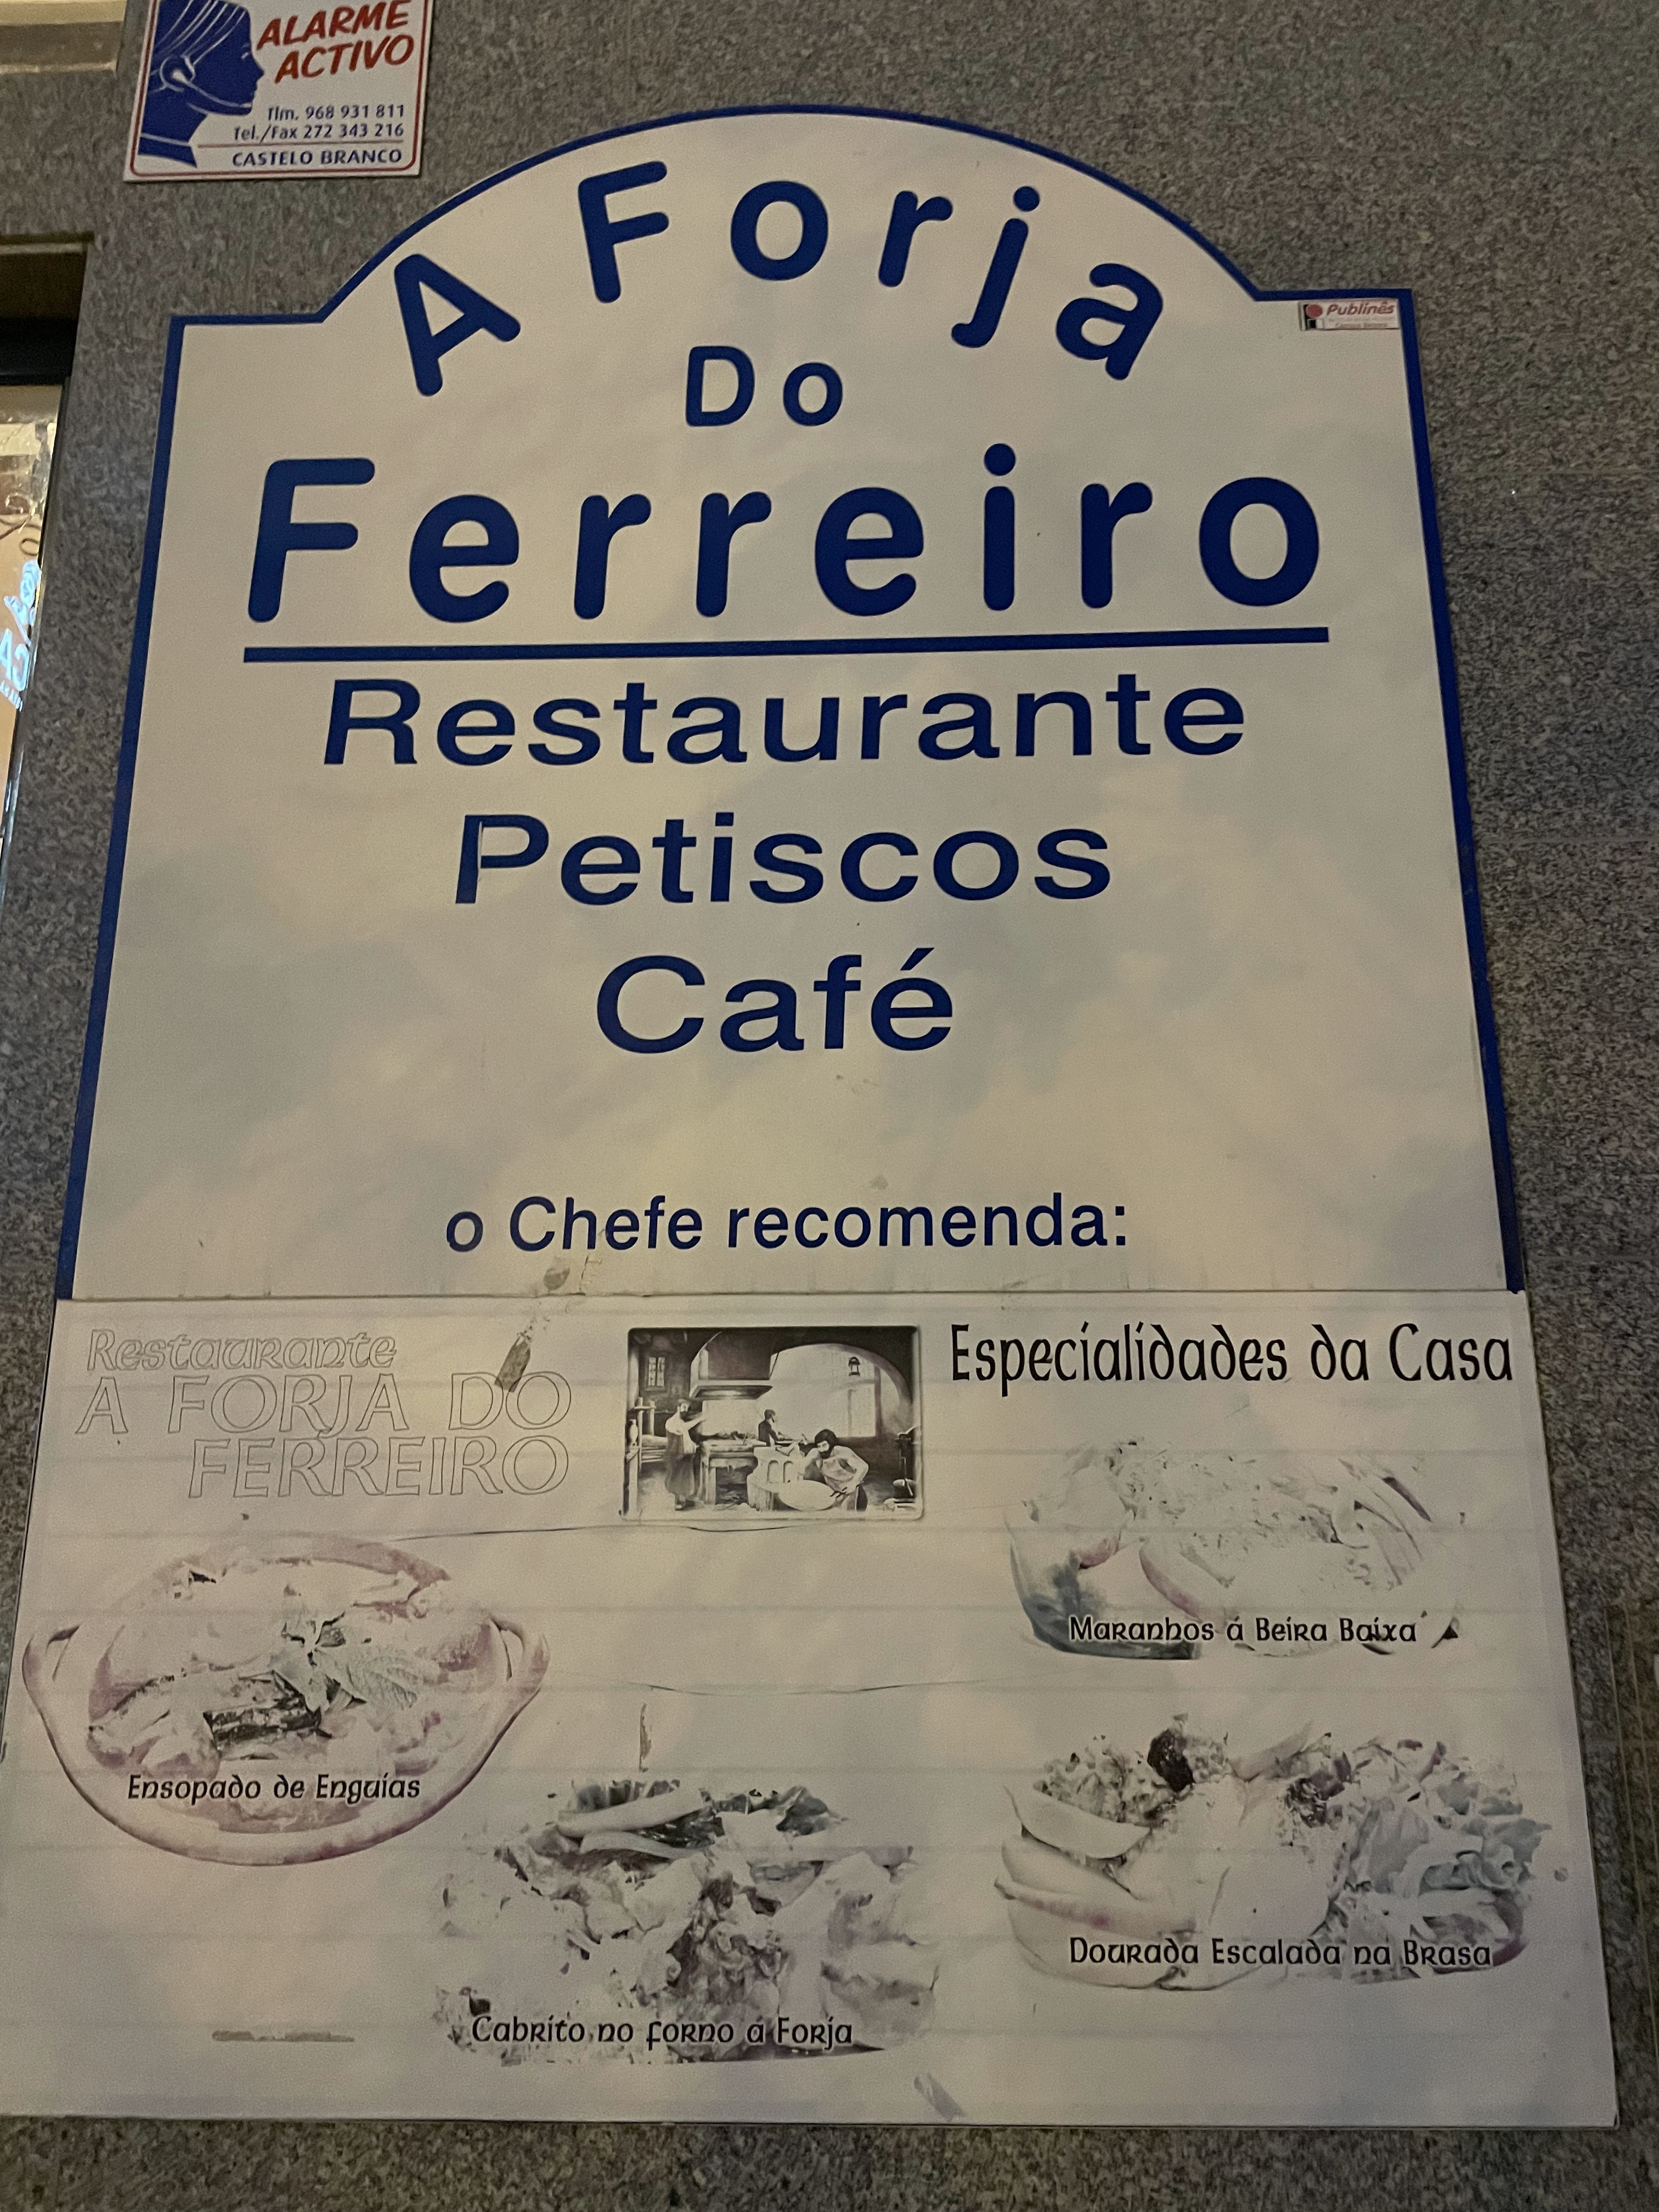 ALARME
ACTIVO
Tlm. 968 931 811
Tel./Fax 272 343 216
CASTELO BRANCO
A Forja
Do
Ferreiro
Publinês
Restaurante
Petiscos
Café
o Chefe recomenda:
Restaurante
A FORJA DO
FERREIRO
Especialidades da Casa
Maranhos á Beira Baixa
Ensopado de Enguias
Dourada Escalada na Brasa
Cabrito no forno á Forja